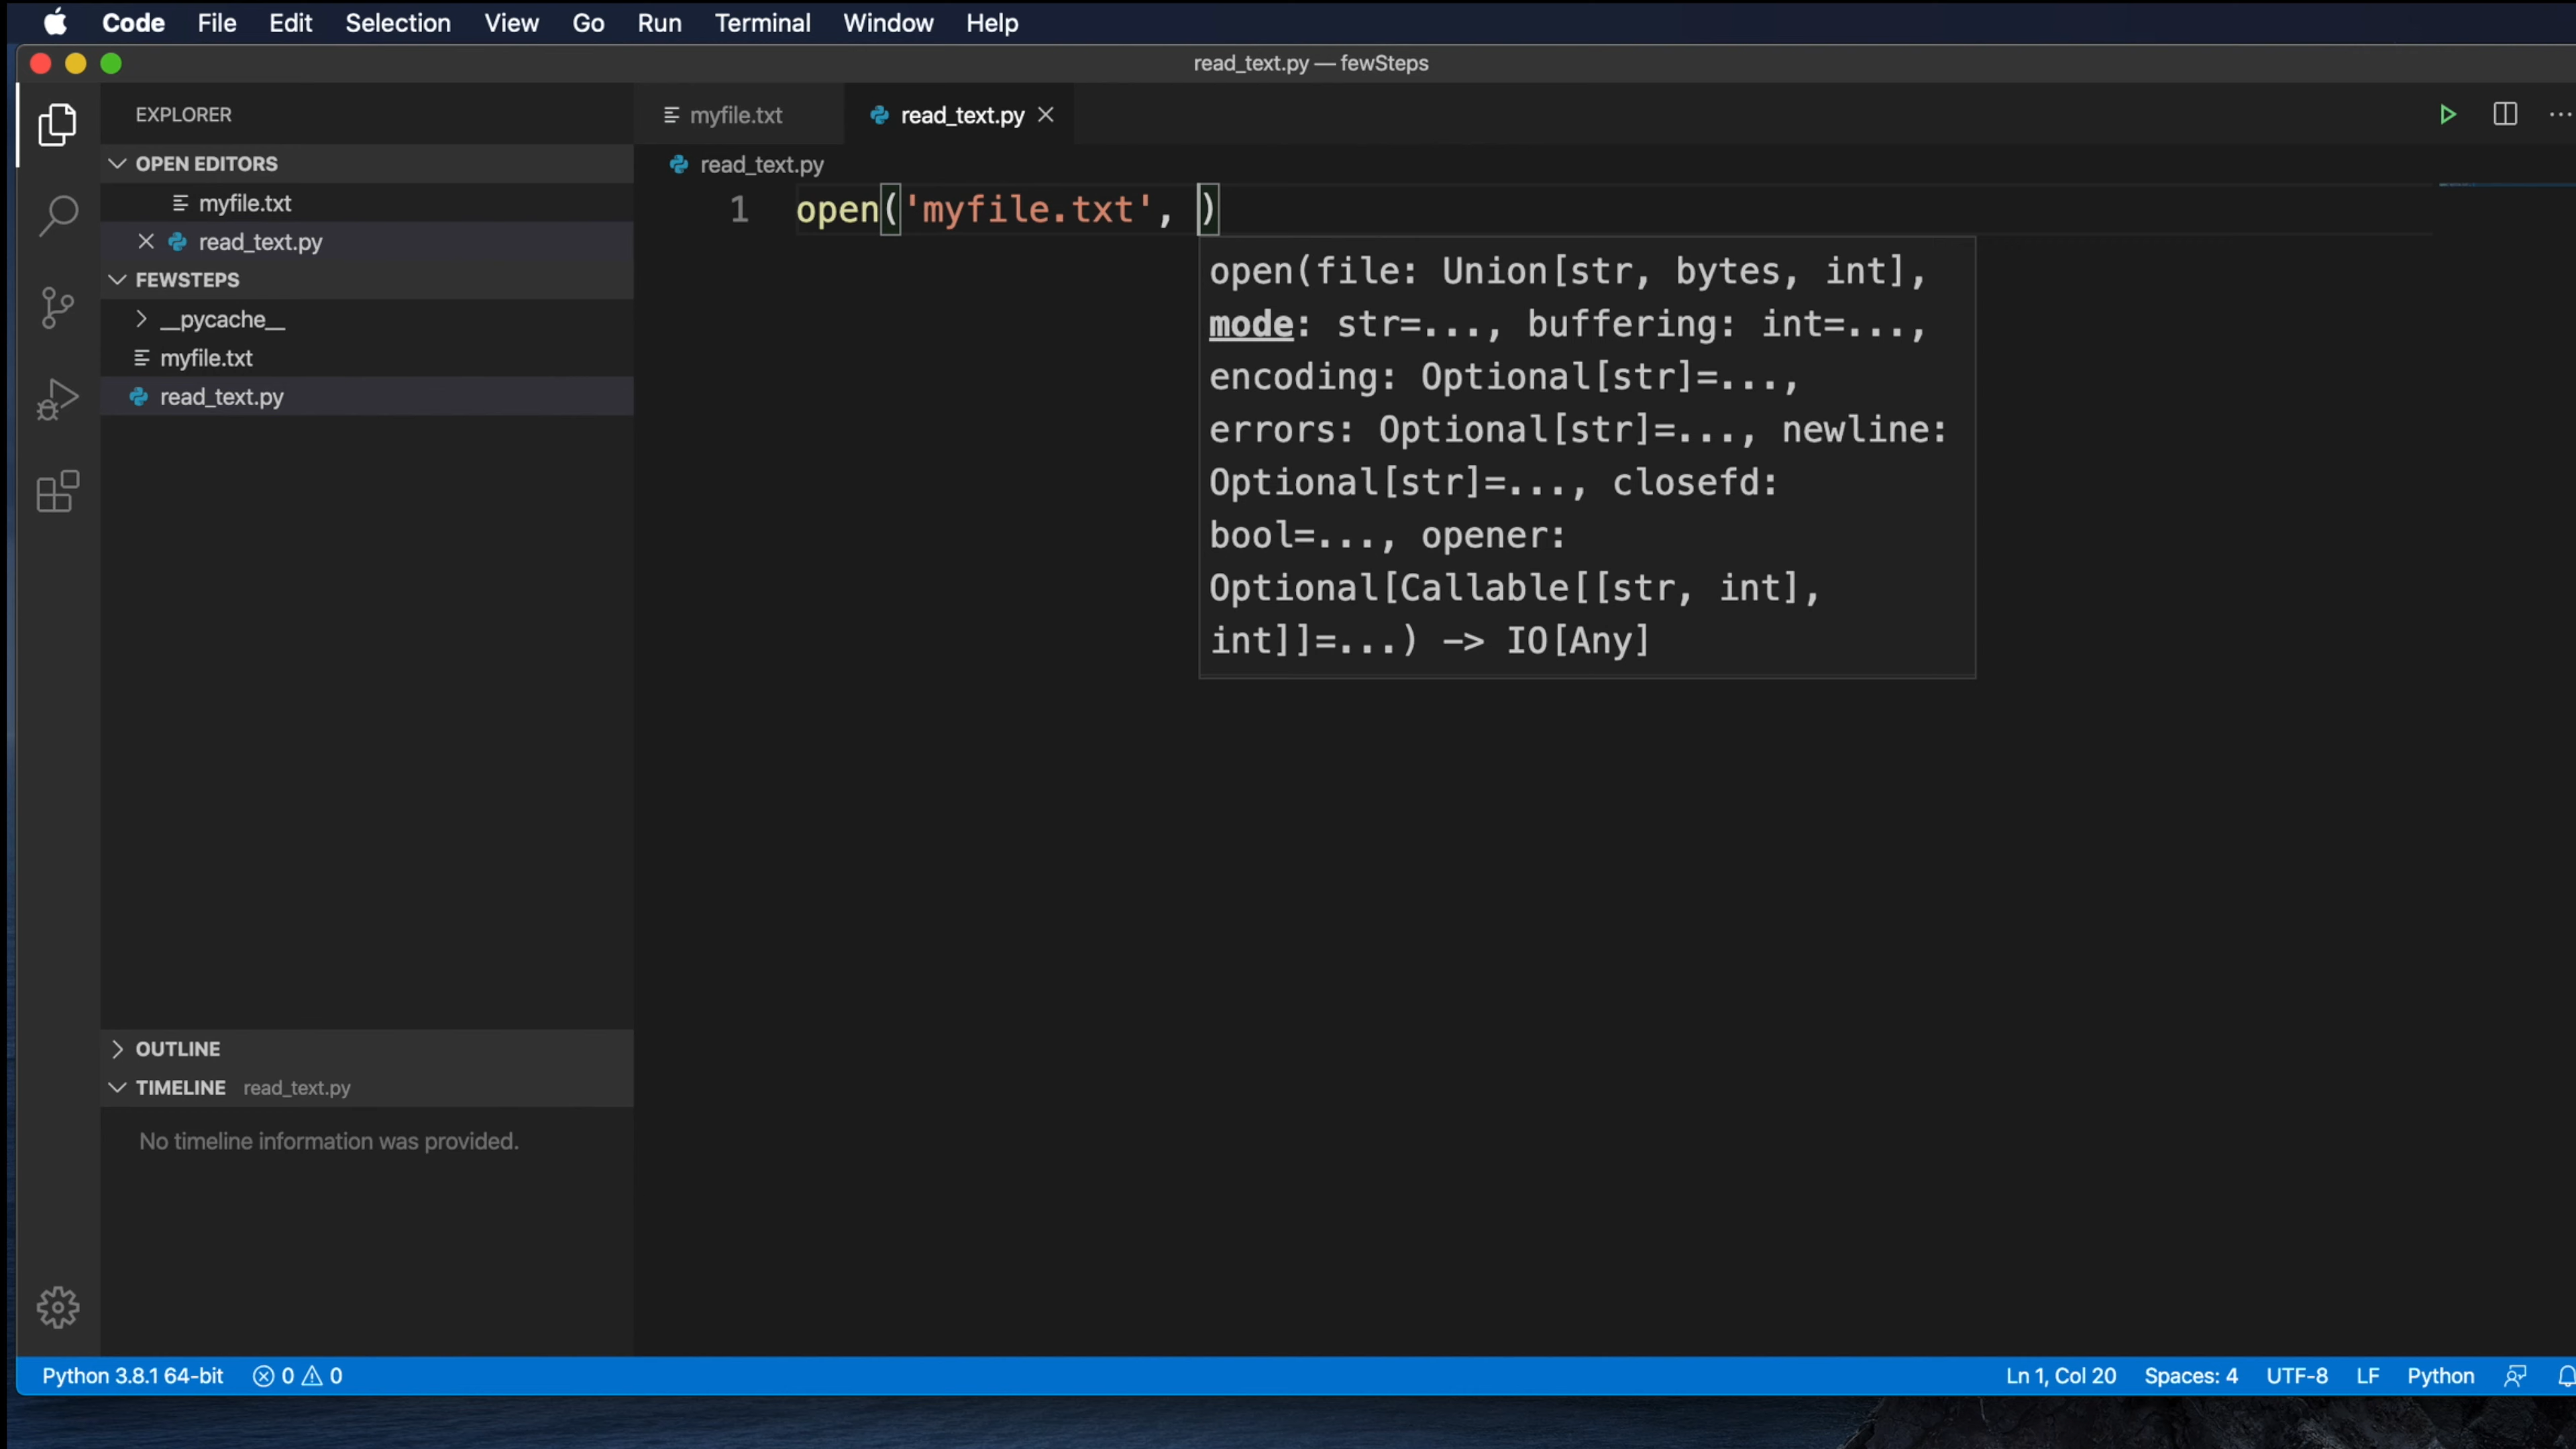 Code File Edit Selection View Go Run Terminal Window Help
read_text.py — fewSteps
EXPLORER
myfile.txt
read_text.py
OPEN EDITORS
myfile.txt
read_text.py
FEWSTEPS
__pycache__
myfile.txt
read_text.py
OUTLINE
TIMELINE read_text.py
No timeline information was provided.
read_text.py
1 open('myfile.txt', )
open(file: Union[str, bytes, int],
mode: str=..., buffering: int=...,
encoding: Optional[str]=...,
errors: Optional[str]=..., newline:
Optional[str]=..., closefd:
bool=..., opener:
Optional[Callable[[str, int],
int]]=...) -> IO[Any]
Python 3.8.1 64-bit 0 0 Ln 1, Col 20 Spaces: 4 UTF-8 LF Python